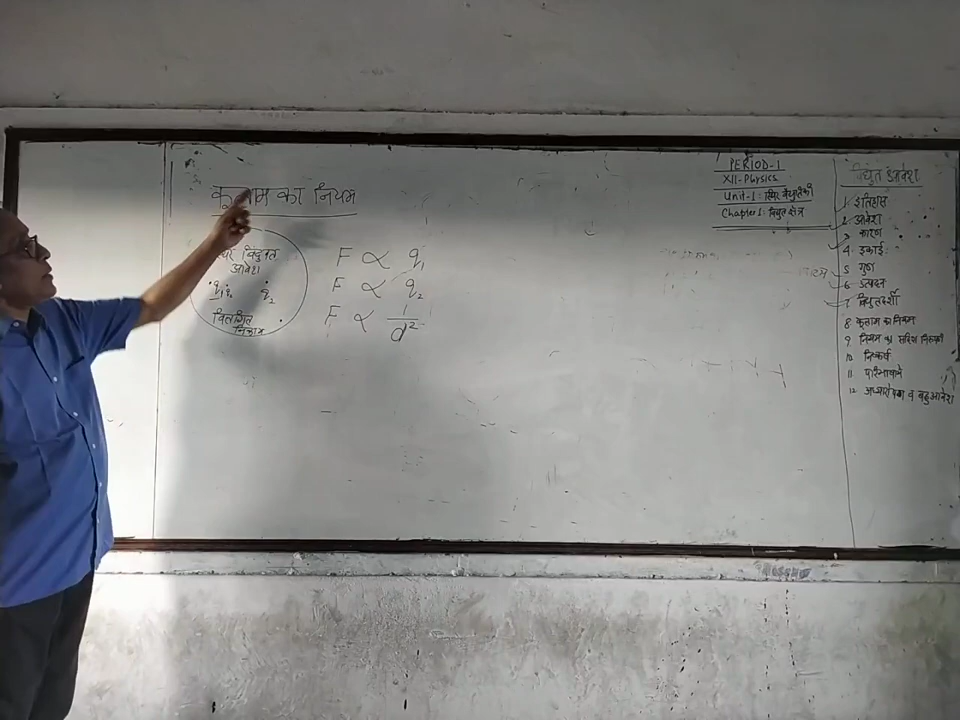 कूलाम का नियम
स्थिर बिंदुवत
आवेश
q₁ q₂
विलगित
निकाय
F ∝ q₁
F ∝ q₂
F ∝ 1/d²
PERIOD-1
XII-Physics
Unit-1: स्थिर वैद्युतिकी
Chapter 1: विद्युत क्षेत्र
विद्युत आवेश
1 इतिहास
2. आवेश
3 कारण
4. इकाई
5 गुण
6 उत्पादन
7 विद्युतदर्शी
8 कूलाम का नियम
9 नियम का सदिश निरूपण
10 निष्कर्ष
11 परिभाषायें
12 अध्यारोपण व बहुआवेश